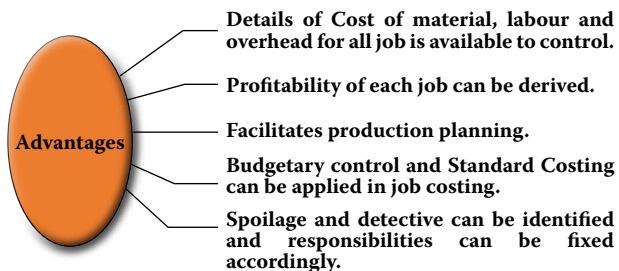 Advantages
Details of Cost of material, labour and
overhead for all job is available to control.
Profitability of each job can be derived.
Facilitates production planning.
Budgetary control and Standard Costing
can be applied in job costing.
Spoilage and detective can be identified
and responsibilities can be fixed
accordingly.